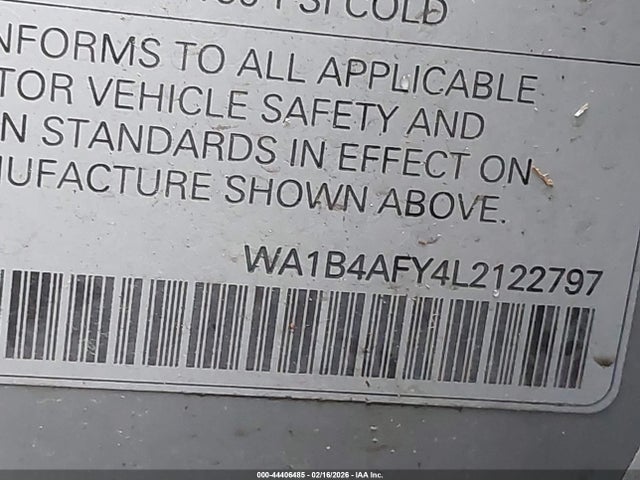 PSI COLD
NFORMS TO ALL APPLICABLE
TOR VEHICLE SAFETY AND
N STANDARDS IN EFFECT ON
NUFACTURE SHOWN ABOVE.
WA1B4AFY4L2122797
000-44406485 - 02/16/2026 - IAA Inc.